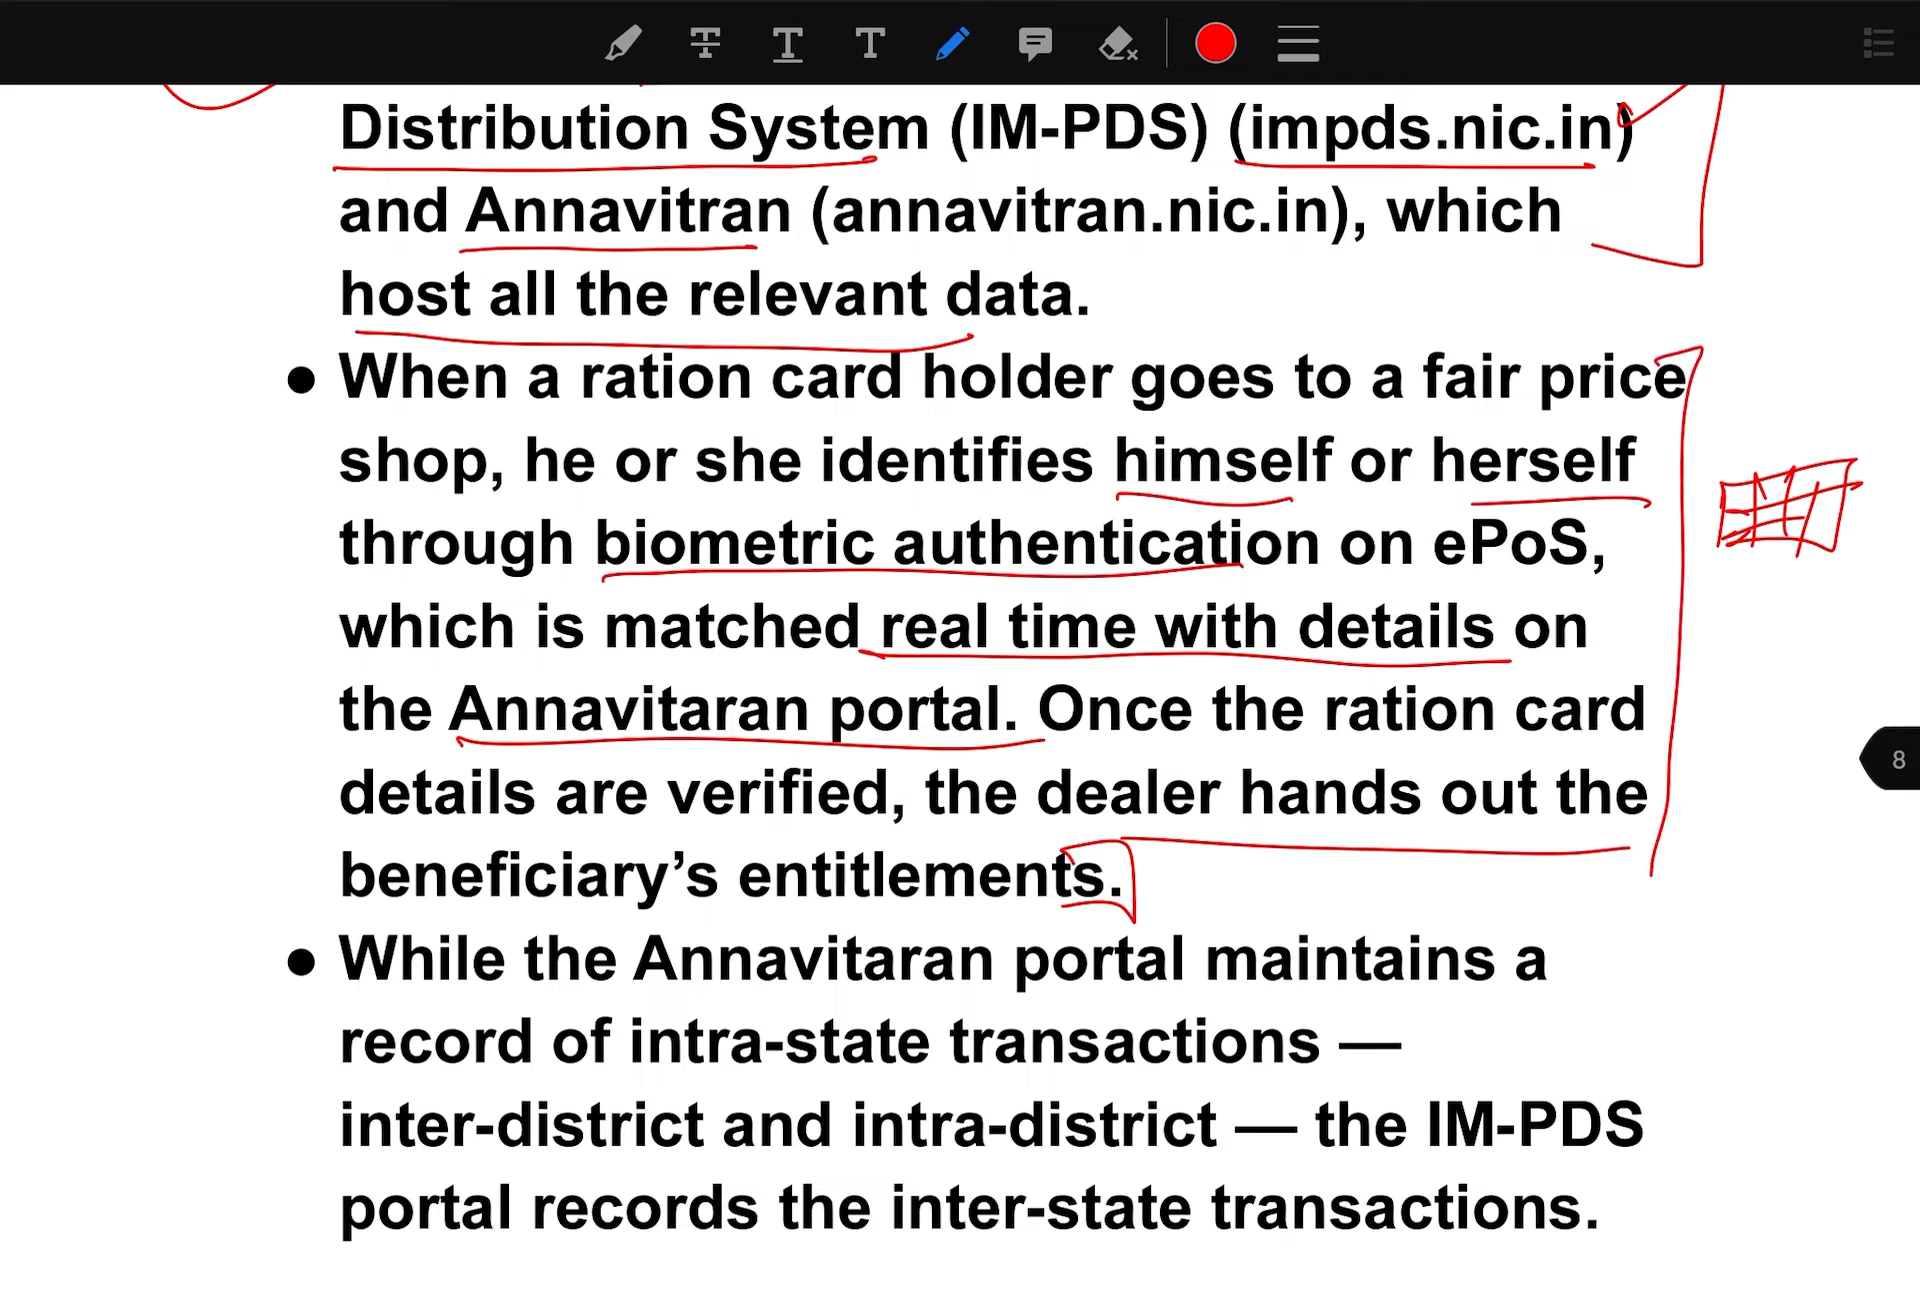 Distribution System (IM-PDS) (impds.nic.in)
and Annavitran (annavitran.nic.in), which
host all the relevant data.
● When a ration card holder goes to a fair price
shop, he or she identifies himself or herself
through biometric authentication on ePoS,
which is matched real time with details on
the Annavitaran portal. Once the ration card
details are verified, the dealer hands out the
beneficiary’s entitlements.
● While the Annavitaran portal maintains a
record of intra-state transactions —
inter-district and intra-district — the IM-PDS
portal records the inter-state transactions.
8